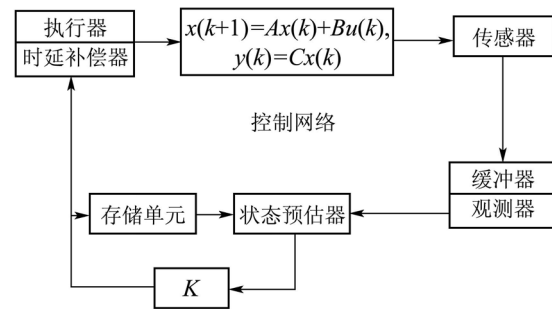 执行器
时延补偿器
x(k+1)=Ax(k)+Bu(k),
y(k)=Cx(k)
传感器
控制网络
缓冲器
观测器
存储单元
状态预估器
K